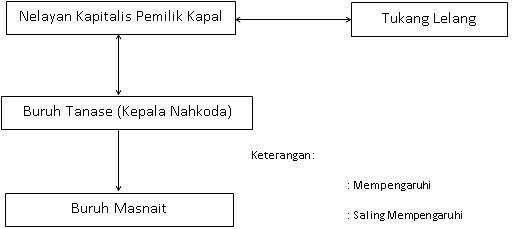 Nelayan Kapitalis Pemilik Kapal
Tukang Lelang
Buruh Tanase (Kepala Nahkoda)
Keterangan :
: Mempengaruhi
Buruh Masnait
: Saling Mempengaruhi